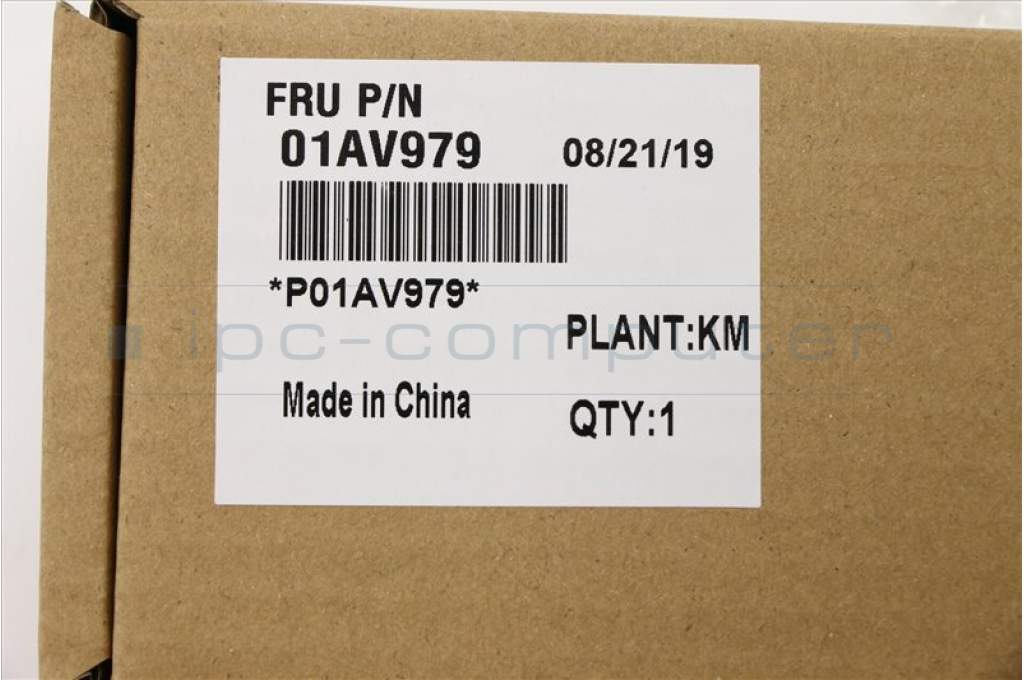 FRU P/N
01AV979 08/21/19
*P01AV979*
PLANT:KM
ipc-computer
Made in China
QTY:1